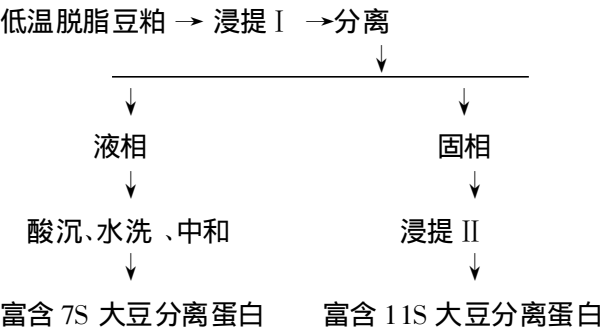 低温脱脂豆粕 → 浸提 I → 分离
液相 固相
酸沉、水洗、中和 浸提 II
富含 7S 大豆分离蛋白 富含 11S 大豆分离蛋白